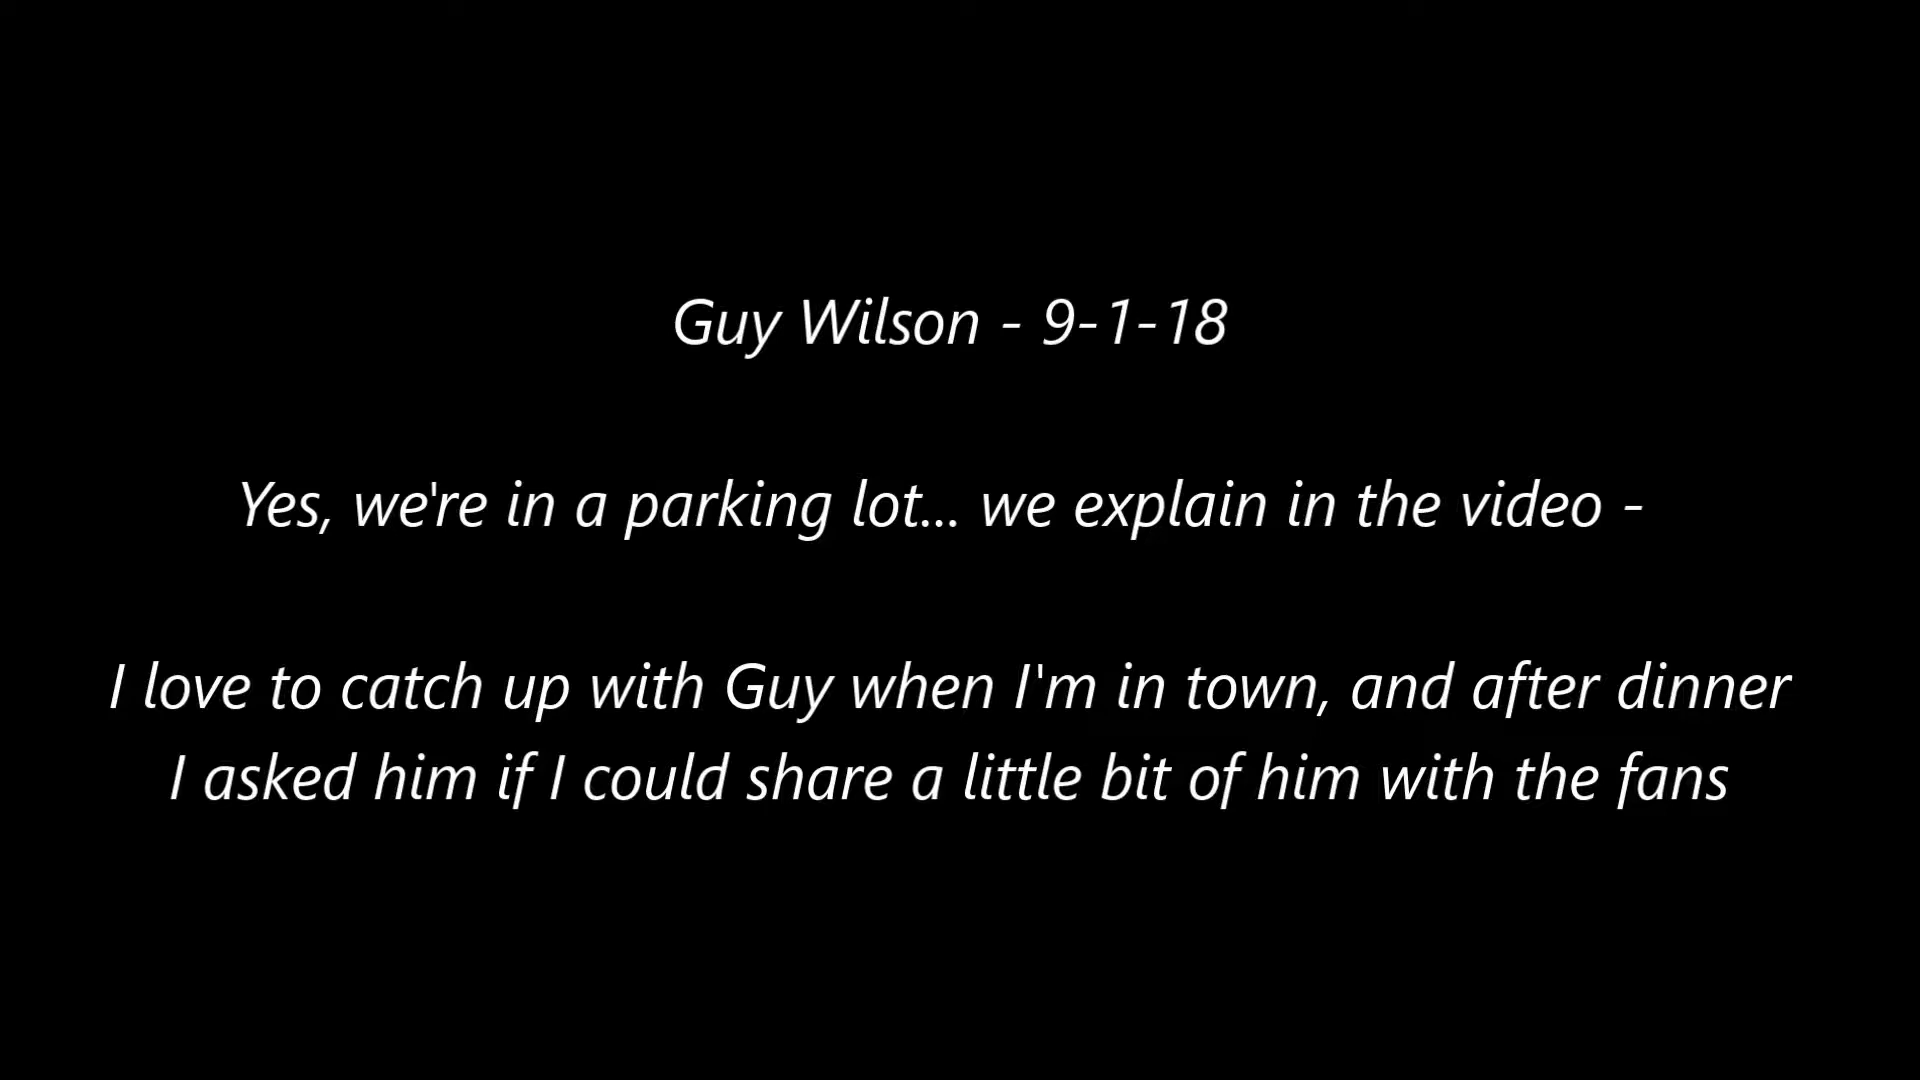 Guy Wilson - 9-1-18
Yes, we're in a parking lot... we explain in the video -
I love to catch up with Guy when I'm in town, and after dinner
I asked him if I could share a little bit of him with the fans